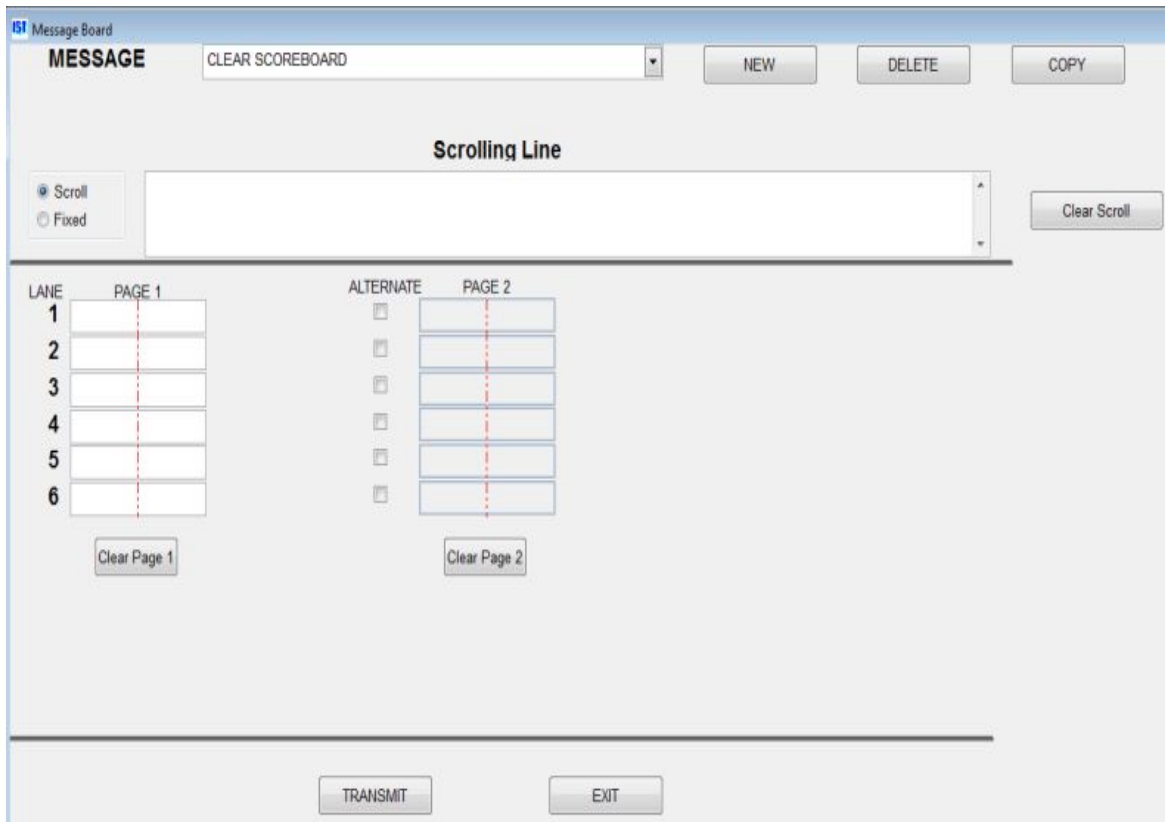 IST Message Board
MESSAGE CLEAR SCOREBOARD NEW DELETE COPY
Scrolling Line
Scroll
Fixed
Clear Scroll
LANE PAGE 1 ALTERNATE PAGE 2
1
2
3
4
5
6
Clear Page 1 Clear Page 2
TRANSMIT EXIT